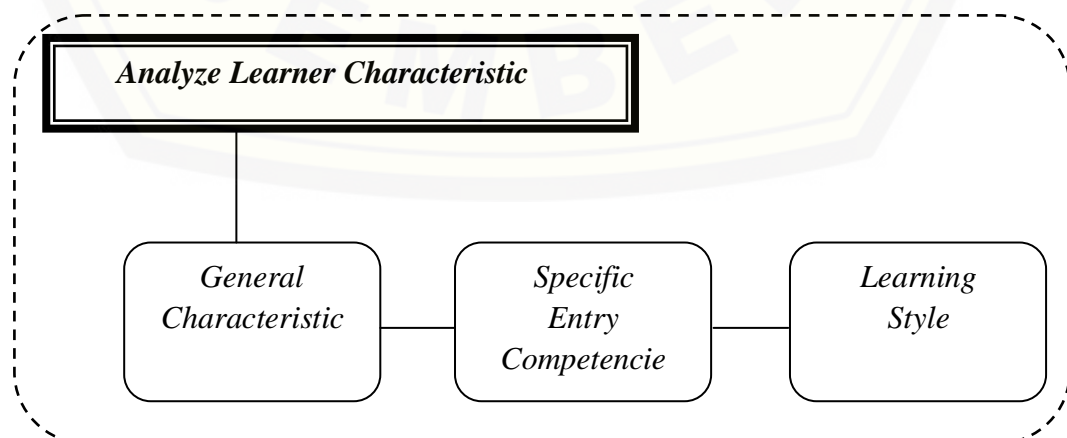 Analyze Learner Characteristic
General
Characteristic
Specific
Entry
Competencie
Learning
Style